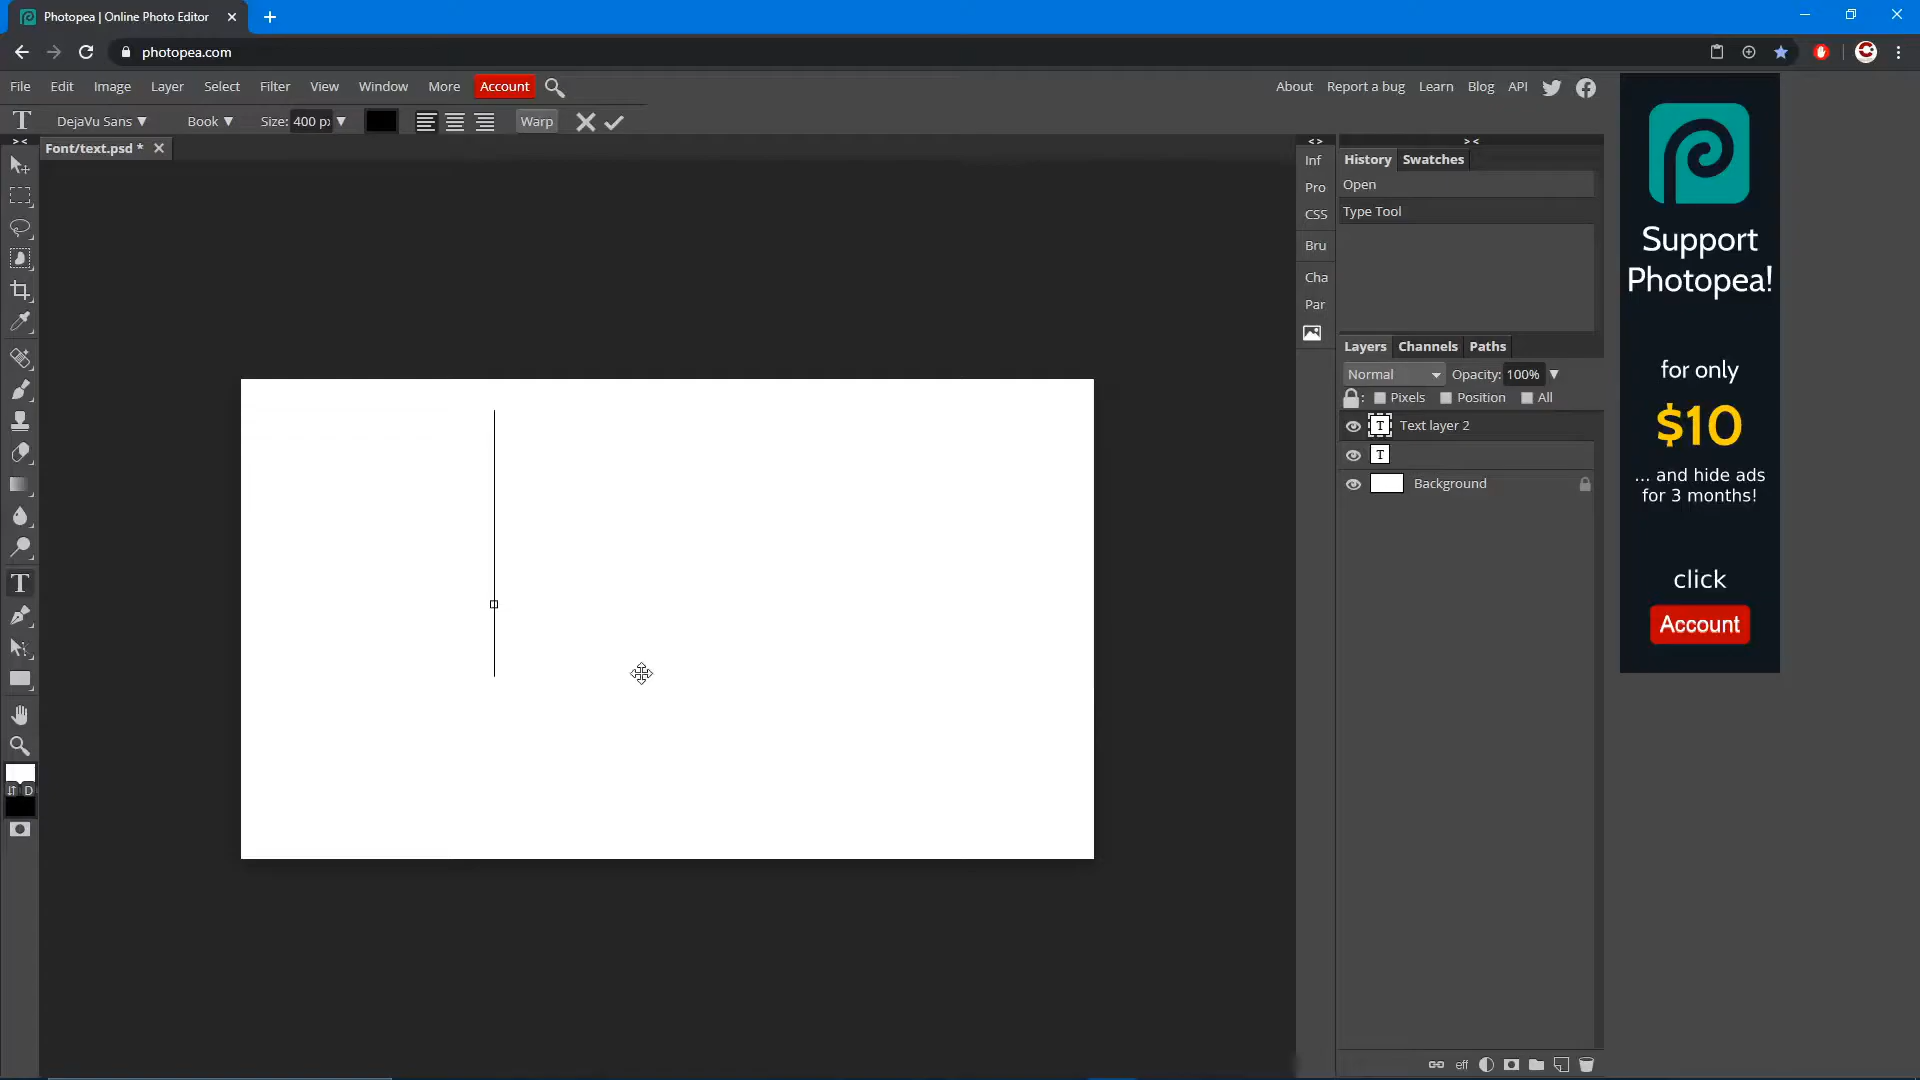 Photopea | Online Photo Editor
photopea.com
File Edit Image Layer Select Filter View Window More Account
About Report a bug Learn Blog API
T DejaVu Sans Book Size: 400 px Warp
Font/text.psd *
Inf
Pro
CSS
Bru
Cha
Par
History Swatches
Open
Type Tool
Layers Channels Paths
Normal Opacity: 100%
: Pixels Position All
T Text layer 2
T
Background
T
D
eff
Support
Photopea!
for only
$10
... and hide ads
for 3 months!
click
Account